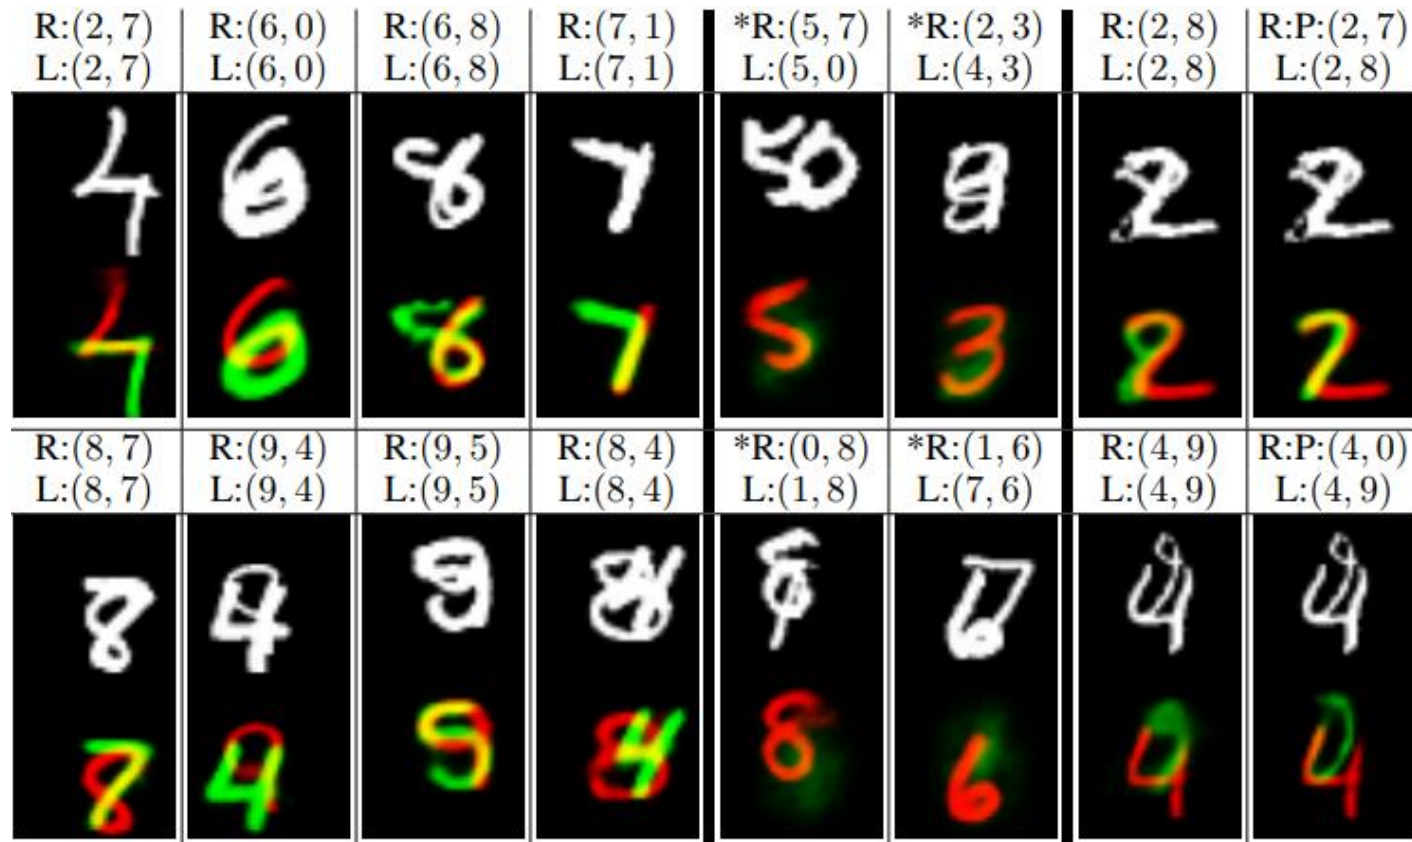 R:(2, 7) R:(6, 0) R:(6, 8) R:(7, 1) *R:(5, 7) *R:(2, 3) R:(2, 8) R:P:(2, 7)
L:(2, 7) L:(6, 0) L:(6, 8) L:(7, 1) L:(5, 0) L:(4, 3) L:(2, 8) L:(2, 8)
R:(8, 7) R:(9, 4) R:(9, 5) R:(8, 4) *R:(0, 8) *R:(1, 6) R:(4, 9) R:P:(4, 0)
L:(8, 7) L:(9, 4) L:(9, 5) L:(8, 4) L:(1, 8) L:(7, 6) L:(4, 9) L:(4, 9)